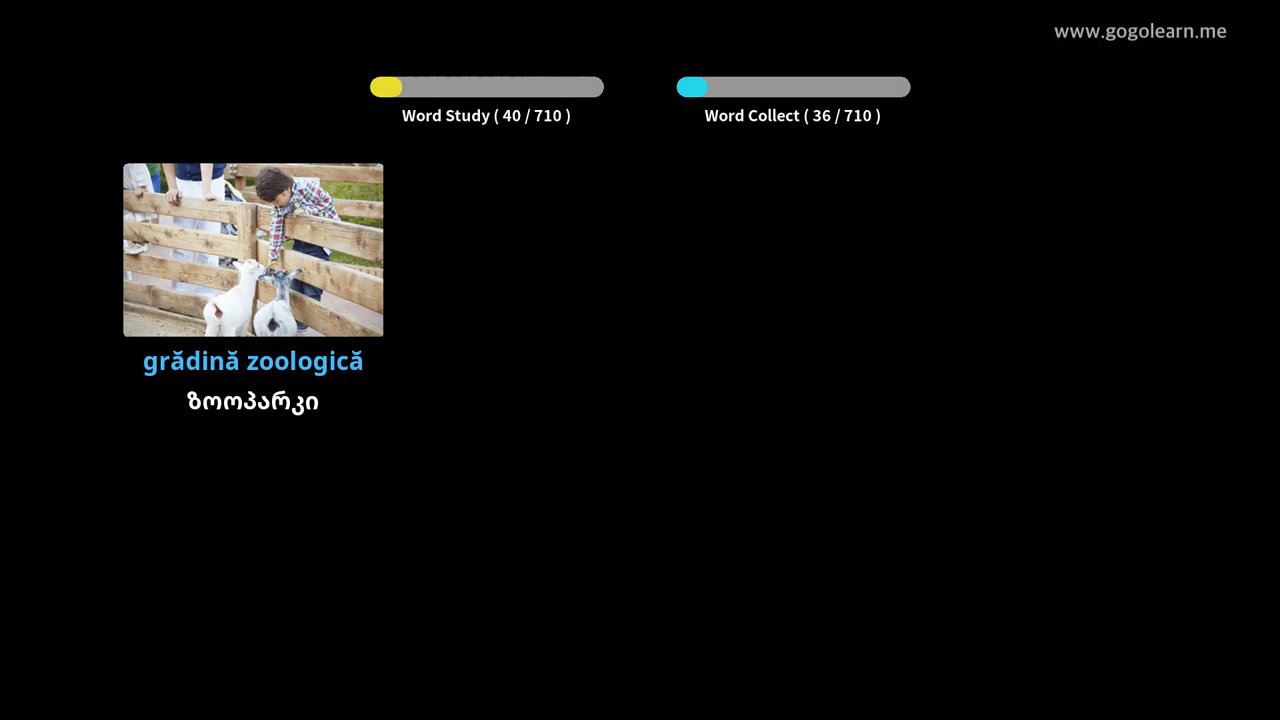 www.gogolearn.me
Word Study ( 40 / 710 )
Word Collect ( 36 / 710 )
grădină zoologică
ზოოპარკი